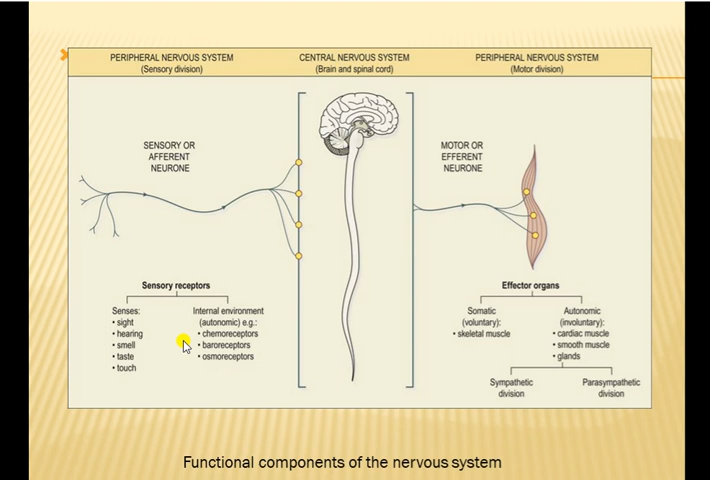 PERIPHERAL NERVOUS SYSTEM
(Sensory division)
CENTRAL NERVOUS SYSTEM
(Brain and spinal cord)
PERIPHERAL NERVOUS SYSTEM
(Motor division)
SENSORY OR
AFFERENT
NEURONE
MOTOR OR
EFFERENT
NEURONE
Sensory receptors
Senses:
• sight
• hearing
• smell
• taste
• touch
Internal environment
(autonomic) e.g.:
• chemoreceptors
• baroreceptors
• osmoreceptors
Effector organs
Somatic
(voluntary):
• skeletal muscle
Autonomic
(involuntary):
• cardiac muscle
• smooth muscle
• glands
Sympathetic
division
Parasympathetic
division
Functional components of the nervous system